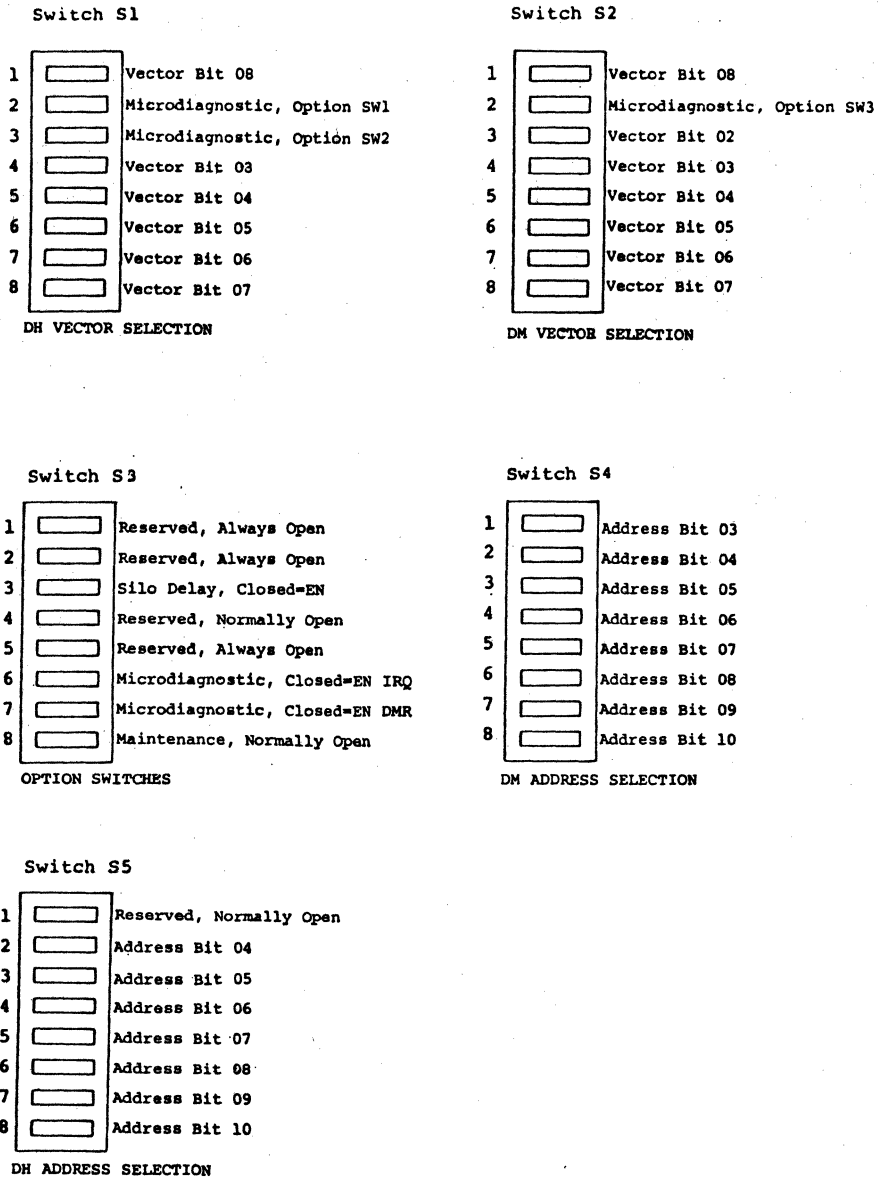 Switch S1
1 Vector Bit 08
2 Microdiagnostic, Option SW1
3 Microdiagnostic, Option SW2
4 Vector Bit 03
5 Vector Bit 04
6 Vector Bit 05
7 Vector Bit 06
8 Vector Bit 07
DH VECTOR SELECTION
Switch S2
1 Vector Bit 08
2 Microdiagnostic, Option SW3
3 Vector Bit 02
4 Vector Bit 03
5 Vector Bit 04
6 Vector Bit 05
7 Vector Bit 06
8 Vector Bit 07
DM VECTOR SELECTION
Switch S3
1 Reserved, Always Open
2 Reserved, Always Open
3 Silo Delay, Closed=EN
4 Reserved, Normally Open
5 Reserved, Always Open
6 Microdiagnostic, Closed=EN IRQ
7 Microdiagnostic, Closed=EN DMR
8 Maintenance, Normally Open
OPTION SWITCHES
Switch S4
1 Address Bit 03
2 Address Bit 04
3 Address Bit 05
4 Address Bit 06
5 Address Bit 07
6 Address Bit 08
7 Address Bit 09
8 Address Bit 10
DM ADDRESS SELECTION
Switch S5
1 Reserved, Normally Open
2 Address Bit 04
3 Address Bit 05
4 Address Bit 06
5 Address Bit 07
6 Address Bit 08
7 Address Bit 09
8 Address Bit 10
DH ADDRESS SELECTION